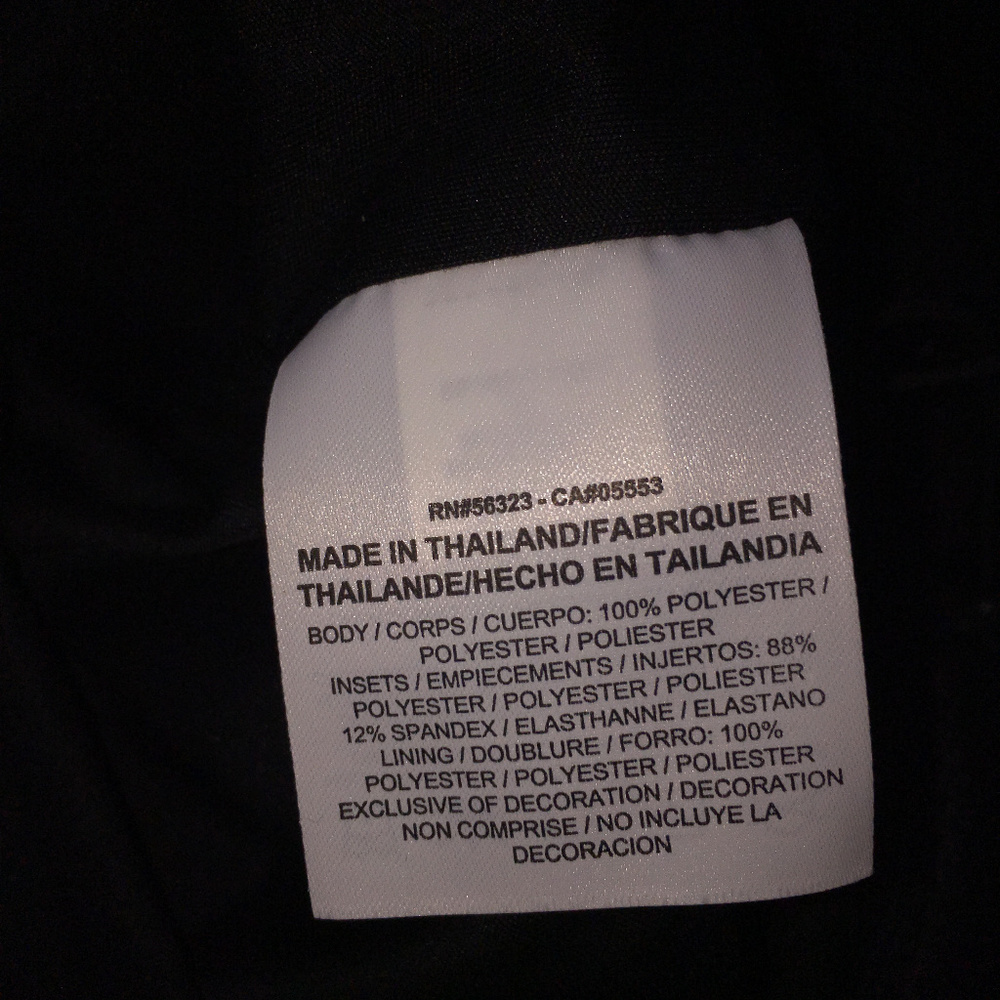 RN#56323 - CA#05553
MADE IN THAILAND/FABRIQUE EN
THAILANDE/HECHO EN TAILANDIA
BODY / CORPS / CUERPO: 100% POLYESTER /
POLYESTER / POLIESTER
INSETS / EMPIECEMENTS / INJERTOS: 88%
POLYESTER / POLYESTER / POLIESTER
12% SPANDEX / ELASTHANNE / ELASTANO
LINING / DOUBLURE / FORRO: 100%
POLYESTER / POLYESTER / POLIESTER
EXCLUSIVE OF DECORATION / DECORATION
NON COMPRISE / NO INCLUYE LA
DECORACION